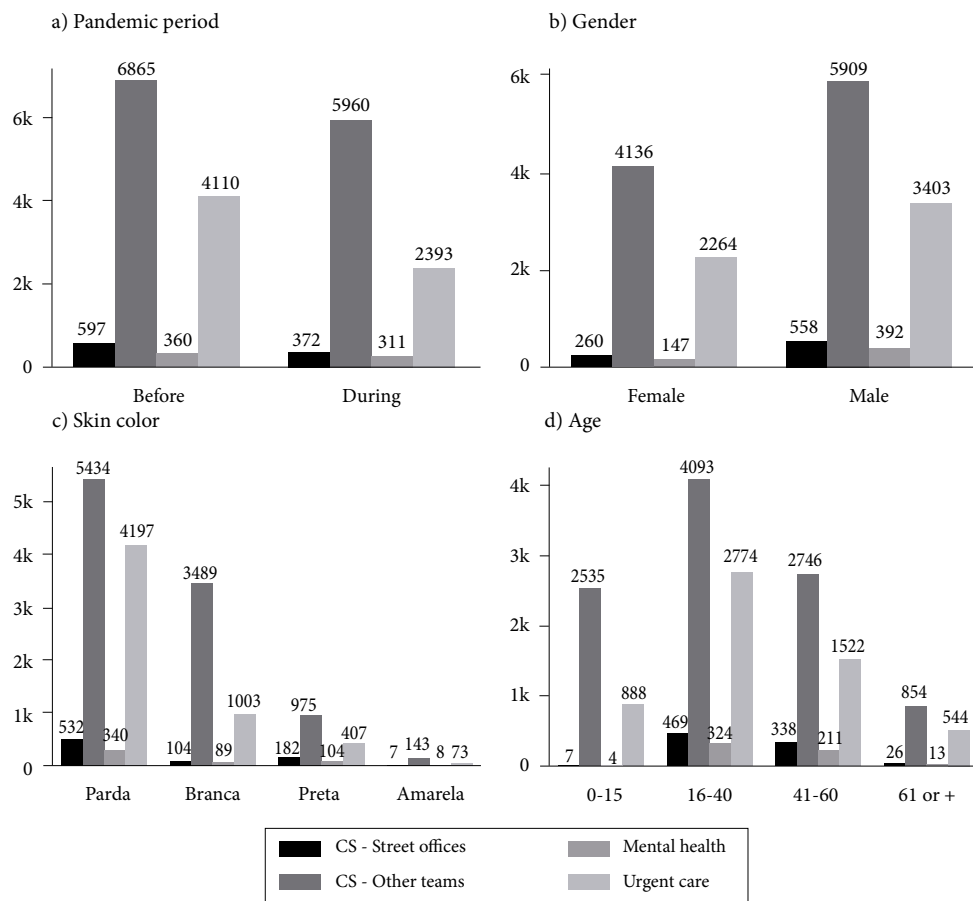 a) Pandemic period
6865
6k
5960
4k
4110
2k
2393
597
360
372
311
0
Before
During
b) Gender
6k
5909
4136
4k
3403
2k
2264
260
147
558
392
0
Female
Male
c) Skin color
5434
5k
4197
4k
3489
3k
2k
1003
975
1k
532
340
104
89
182
104
407
7
143
8
73
0
Parda
Branca
Preta
Amarela
d) Age
4093
4k
2774
2746
3k
2535
2k
1522
888
854
1k
469
324
338
211
544
7
4
26
13
0
0-15
16-40
41-60
61 or +
CS - Street offices
Mental health
CS - Other teams
Urgent care